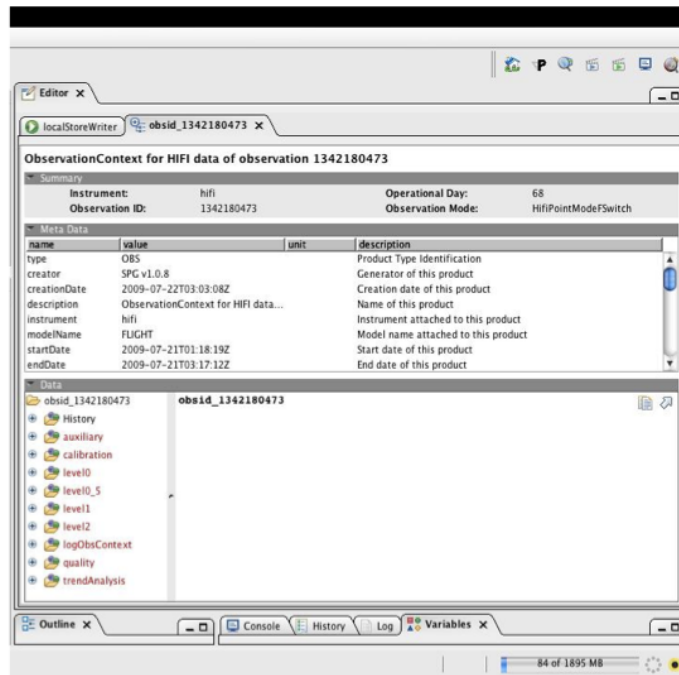 P
Editor
localStoreWriter obsid_1342180473
ObservationContext for HIFI data of observation 1342180473
Summary
Instrument: hifi Operational Day: 68
Observation ID: 1342180473 Observation Mode: HifiPointModeFSwitch
Meta Data
name value unit description
type OBS Product Type Identification
creator SPG v1.0.8 Generator of this product
creationDate 2009-07-22T03:03:08Z Creation date of this product
description ObservationContext for HIFI data... Name of this product
instrument hifi Instrument attached to this product
modelName FLIGHT Model name attached to this product
startDate 2009-07-21T01:18:19Z Start date of this product
endDate 2009-07-21T03:17:12Z End date of this product
Data
obsid_1342180473 obsid_1342180473
History
auxiliary
calibration
level0
level0_5
level1
level2
logObsContext
quality
trendAnalysis
Outline Console History Log Variables
84 of 1895 MB